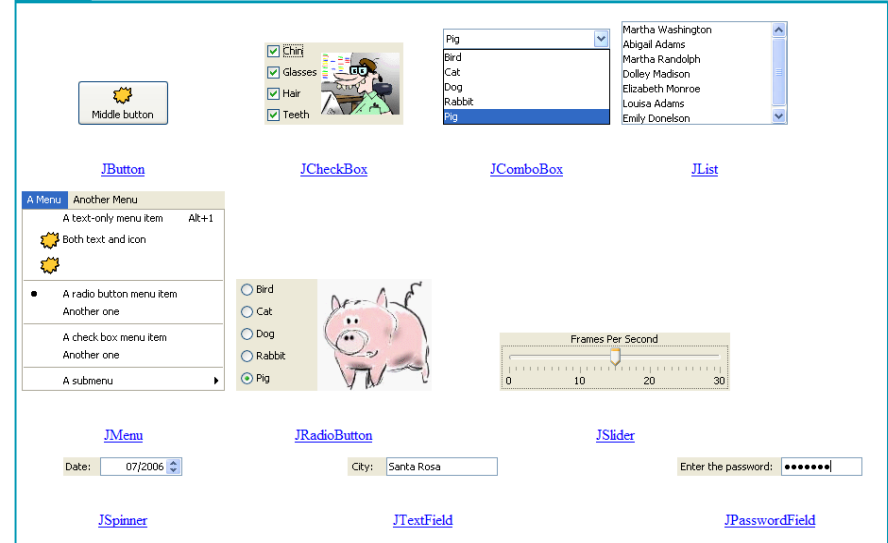 Middle button
Chin
Glasses
Hair
Teeth
Pig
Bird
Cat
Dog
Rabbit
Pig
Martha Washington
Abigail Adams
Martha Randolph
Dolley Madison
Elizabeth Monroe
Louisa Adams
Emily Donelson
JButton
JCheckBox
JComboBox
JList
A Menu Another Menu
A text-only menu item Alt+1
Both text and icon
A radio button menu item
Another one
A check box menu item
Another one
A submenu
Bird
Cat
Dog
Rabbit
Pig
Frames Per Second
0 10 20 30
JMenu
JRadioButton
JSlider
Date: 07/2006
City: Santa Rosa
Enter the password: •••••••
JSpinner
JTextField
JPasswordField